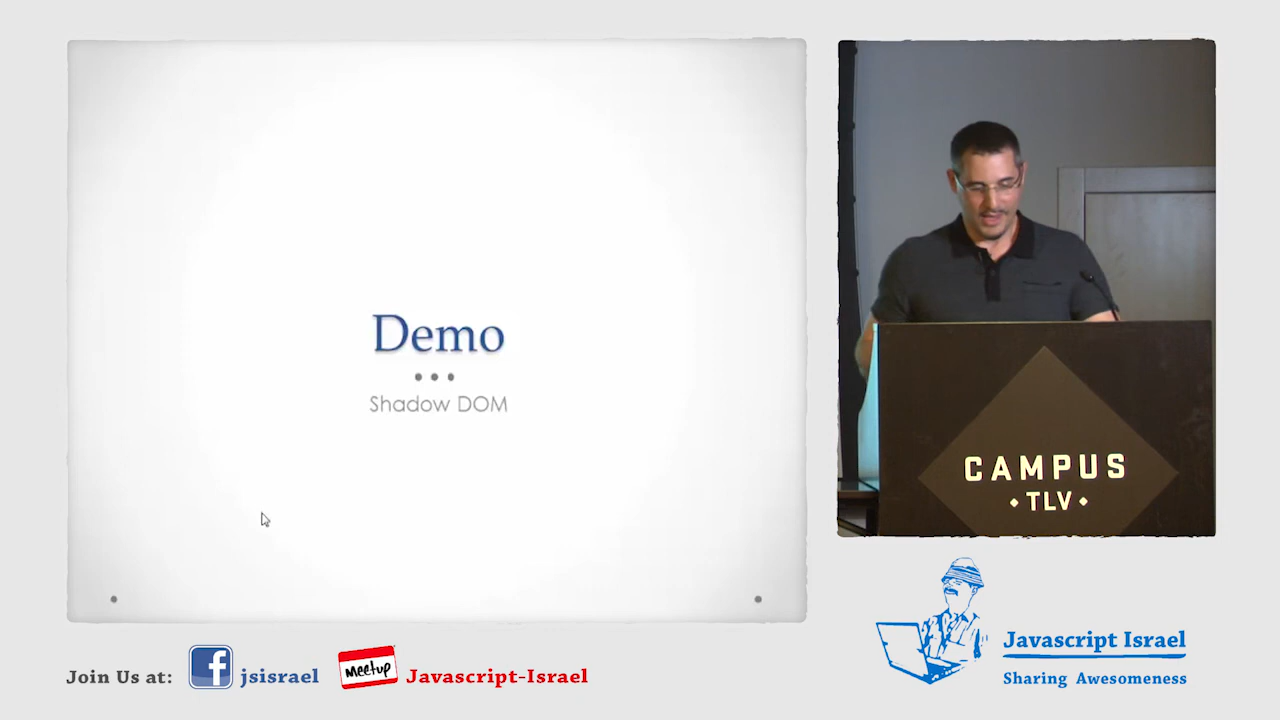 Demo
Shadow DOM
CAMPUS
TLV
Join Us at:
f
jsisrael
Meetup
Javascript-Israel
Javascript Israel
Sharing Awesomeness